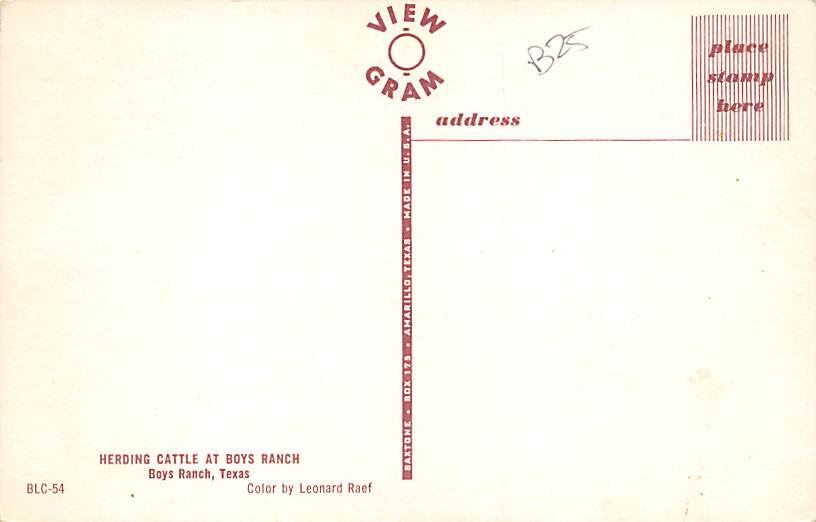 VIEW
GRAM
B25
place
stamp
here
address
BAXTONE • BOX 175 • AMARILLO, TEXAS • MADE IN U.S.A.
HERDING CATTLE AT BOYS RANCH
Boys Ranch, Texas
BLC-54
Color by Leonard Raef